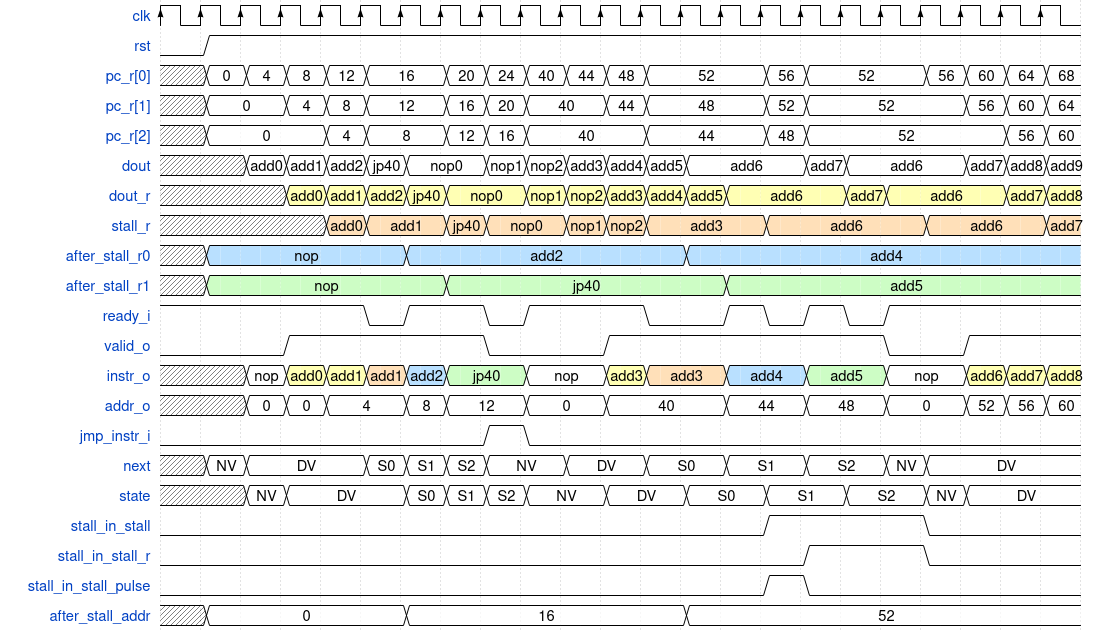 clk
rst
pc_r[0] 0 4 8 12 16 20 24 40 44 48 52 56 52 56 60 64 68
pc_r[1] 0 4 8 12 16 20 40 44 48 52 52 56 60 64
pc_r[2] 0 4 8 12 16 40 44 48 52 56 60
dout add0 add1 add2 jp40 nop0 nop1 nop2 add3 add4 add5 add6 add7 add6 add7 add8 add9
dout_r add0 add1 add2 jp40 nop0 nop1 nop2 add3 add4 add5 add6 add7 add6 add7 add8
stall_r add0 add1 jp40 nop0 nop1 nop2 add3 add6 add6 add7
after_stall_r0 nop add2 add4
after_stall_r1 nop jp40 add5
ready_i
valid_o
instr_o nop add0 add1 add1 add2 jp40 nop add3 add3 add4 add5 nop add6 add7 add8
addr_o 0 0 4 8 12 0 40 44 48 0 52 56 60
jmp_instr_i
next NV DV S0 S1 S2 NV DV S0 S1 S2 NV DV
state NV DV S0 S1 S2 NV DV S0 S1 S2 NV DV
stall_in_stall
stall_in_stall_r
stall_in_stall_pulse
after_stall_addr 0 16 52